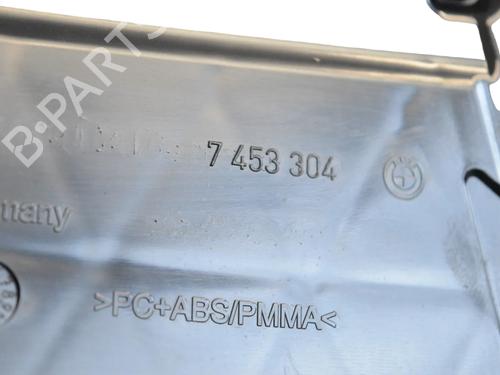 B-PARTS
7 453 304
many
>PC+ABS/PMMA<